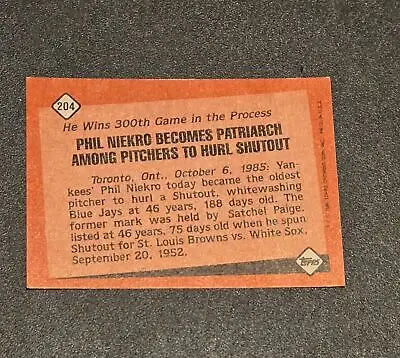 204
He Wins 300th Game in the Process
PHIL NIEKRO BECOMES PATRIARCH
AMONG PITCHERS TO HURL SHUTOUT
Toronto, Ont., October 6, 1985: Yan-
kees' Phil Niekro today became the oldest
pitcher to hurl a Shutout, whitewashing
Blue Jays at 46 years, 188 days old. The
former mark was held by Satchel Paige,
listed at 46 years, 75 days old when he spun
Shutout for St. Louis Browns vs. White Sox,
September 20, 1952.
Topps